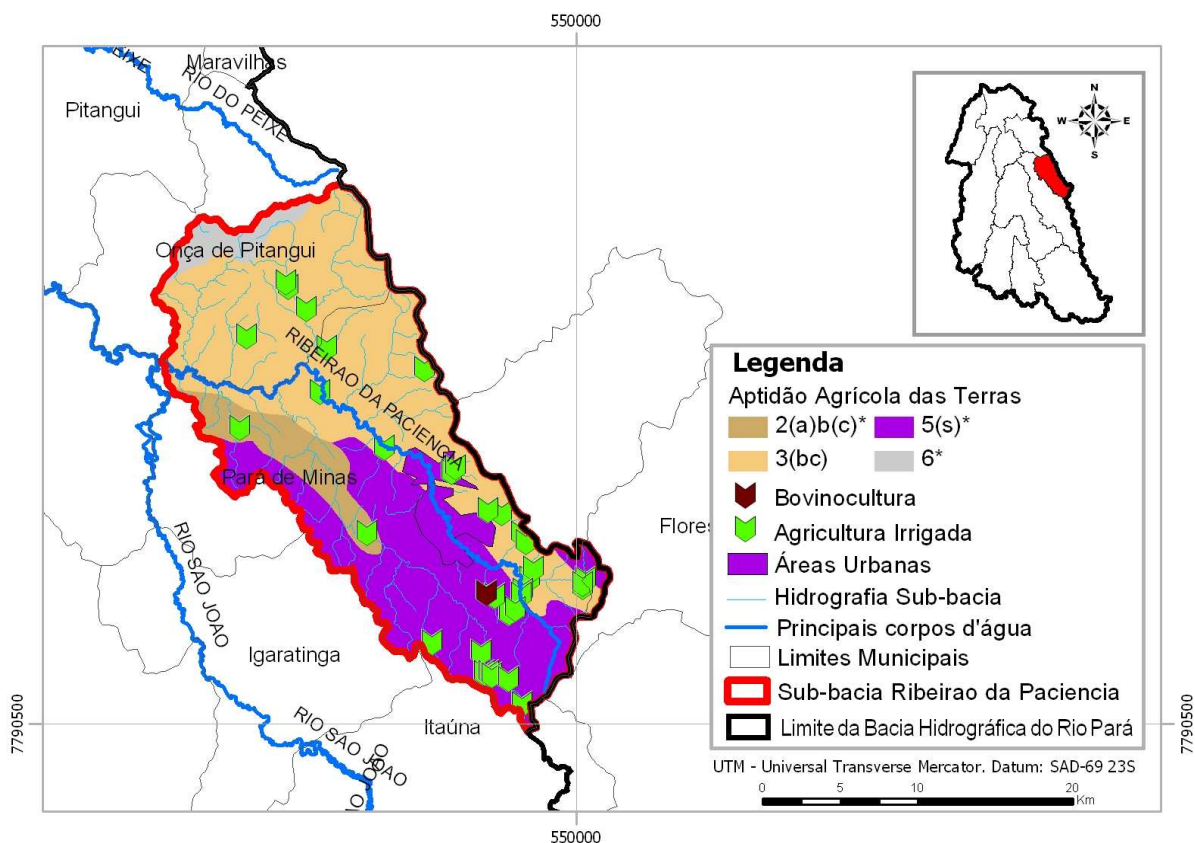 550000
Maravilhas
EIXE
RIO DO PEIXE
Pitangui
N
W E
S
Onça de Pitangui
RIBEIRAO DA PACIENCIA
Pará de Minas
Flores
RIO SAO JOAO
Igaratinga
Itaúna
RIO SAO JOAO
Legenda
Aptidão Agrícola das Terras
2(a)b(c)* 5(s)*
3(bc) 6*
Bovinocultura
Agricultura Irrigada
Áreas Urbanas
Hidrografia Sub-bacia
Principais corpos d'água
Limites Municipais
Sub-bacia Ribeirao da Paciencia
Limite da Bacia Hidrográfica do Rio Pará
7790500
7790500
UTM - Universal Transverse Mercator. Datum: SAD-69 23S
0 5 10 20
Km
550000